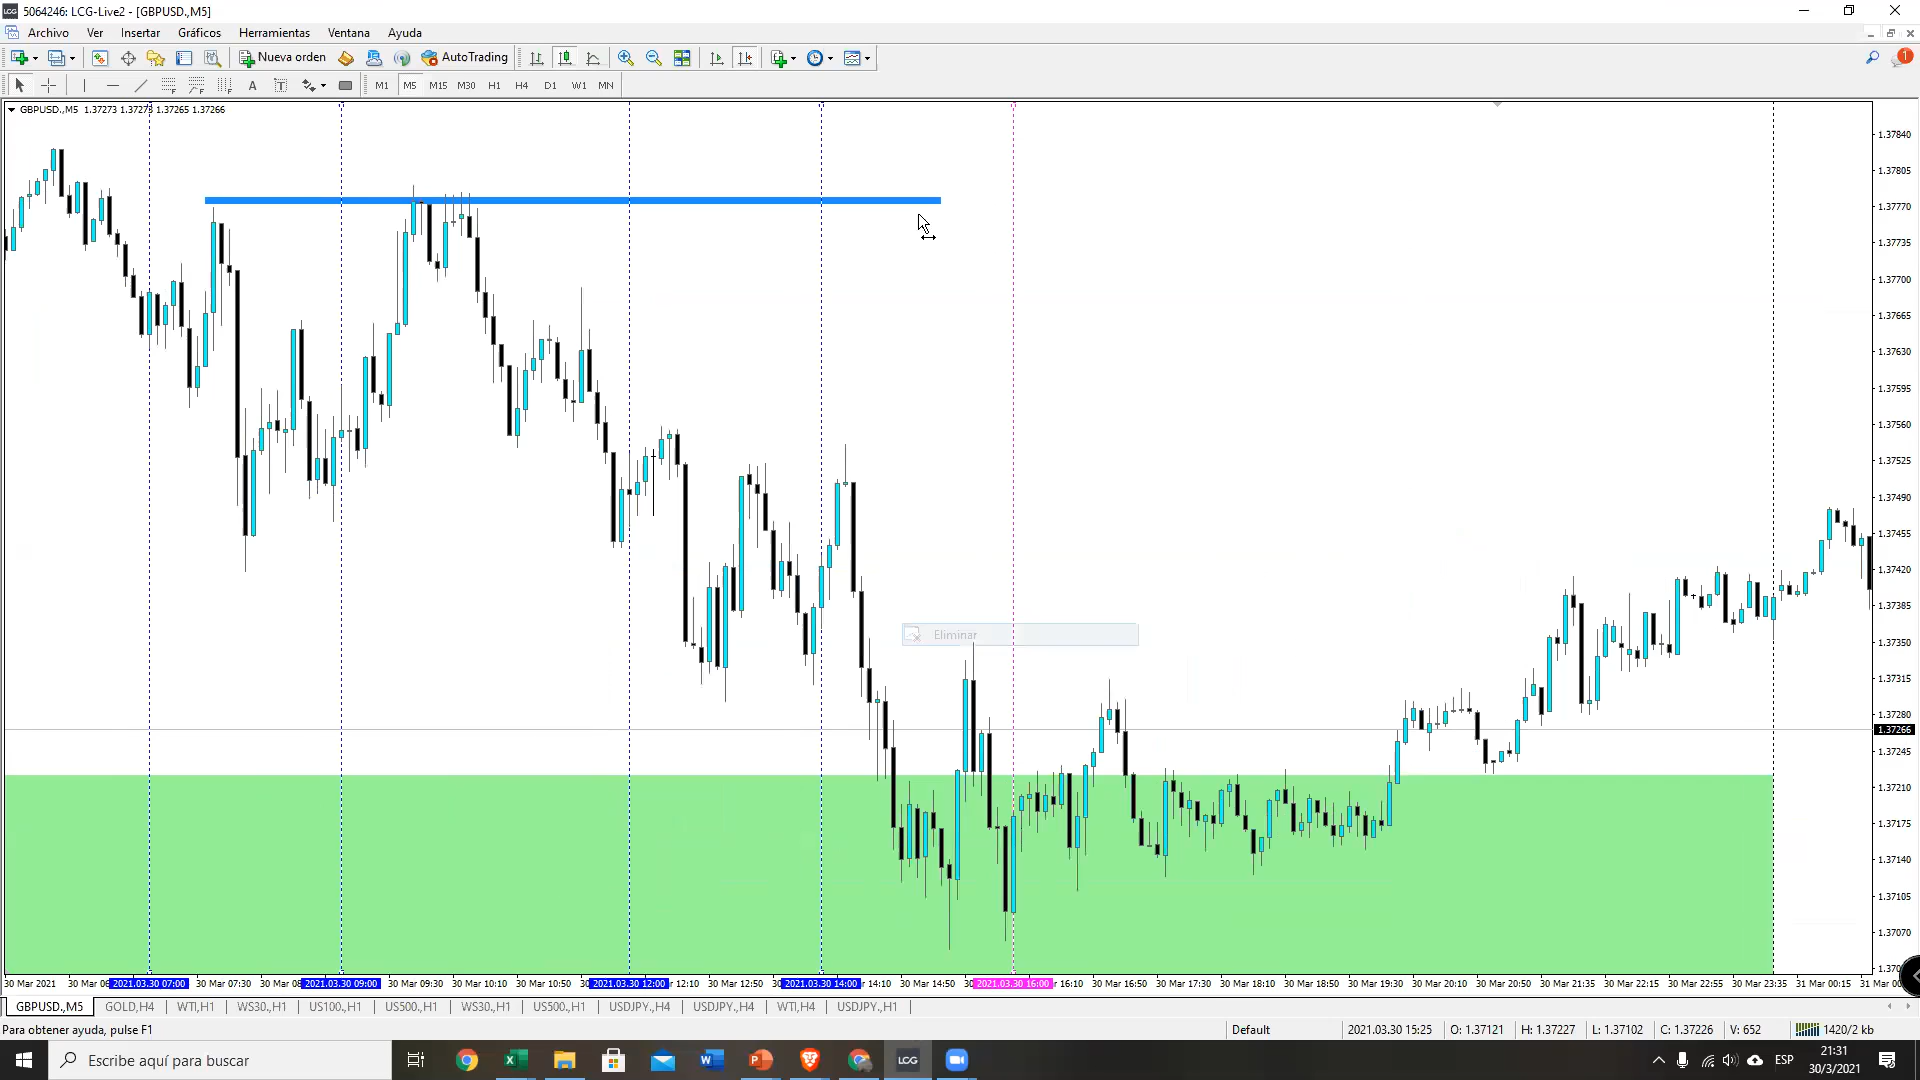 5064246: LCG-Live2 - [GBPUSD.,M5]
Archivo Ver Insertar Gráficos Herramientas Ventana Ayuda
Nueva orden AutoTrading
1
A T M1 M5 M15 M30 H1 H4 D1 W1 MN
GBPUSD.,M5 1.37273 1.37273 1.37265 1.37266
1.37840
1.37805
1.37770
1.37735
1.37700
1.37665
1.37630
1.37595
1.37560
1.37525
1.37490
1.37455
1.37420
1.37385
Eliminar
1.37350
1.37315
1.37280
1.37266
1.37245
1.37210
1.37175
1.37140
1.37105
1.37070
30 Mar 2021 2021.03.30 07:00 30 Mar 07:30 2021.03.30 09:00 30 Mar 09:30 30 Mar 10:10 30 Mar 10:50 2021.03.30 12:00 12:10 30 Mar 12:50 2021.03.30 14:00 14:10 30 Mar 14:50 2021.03.30 16:00 16:10 30 Mar 16:50 30 Mar 17:30 30 Mar 18:10 30 Mar 18:50 30 Mar 19:30 30 Mar 20:10 30 Mar 20:50 30 Mar 21:35 30 Mar 22:15 30 Mar 22:55 30 Mar 23:35 31 Mar 00:15
GBPUSD.,M5 GOLD,H4 WTI,H1 WS30.,H1 US100.,H1 US500.,H1 WS30.,H1 US500.,H1 USDJPY.,H4 USDJPY.,H4 WTI,H4 USDJPY.,H1
Para obtener ayuda, pulse F1 Default 2021.03.30 15:25 O: 1.37121 H: 1.37227 L: 1.37102 C: 1.37226 V: 652 1420/2 kb
Escribe aquí para buscar LCG ESP 21:31
30/3/2021